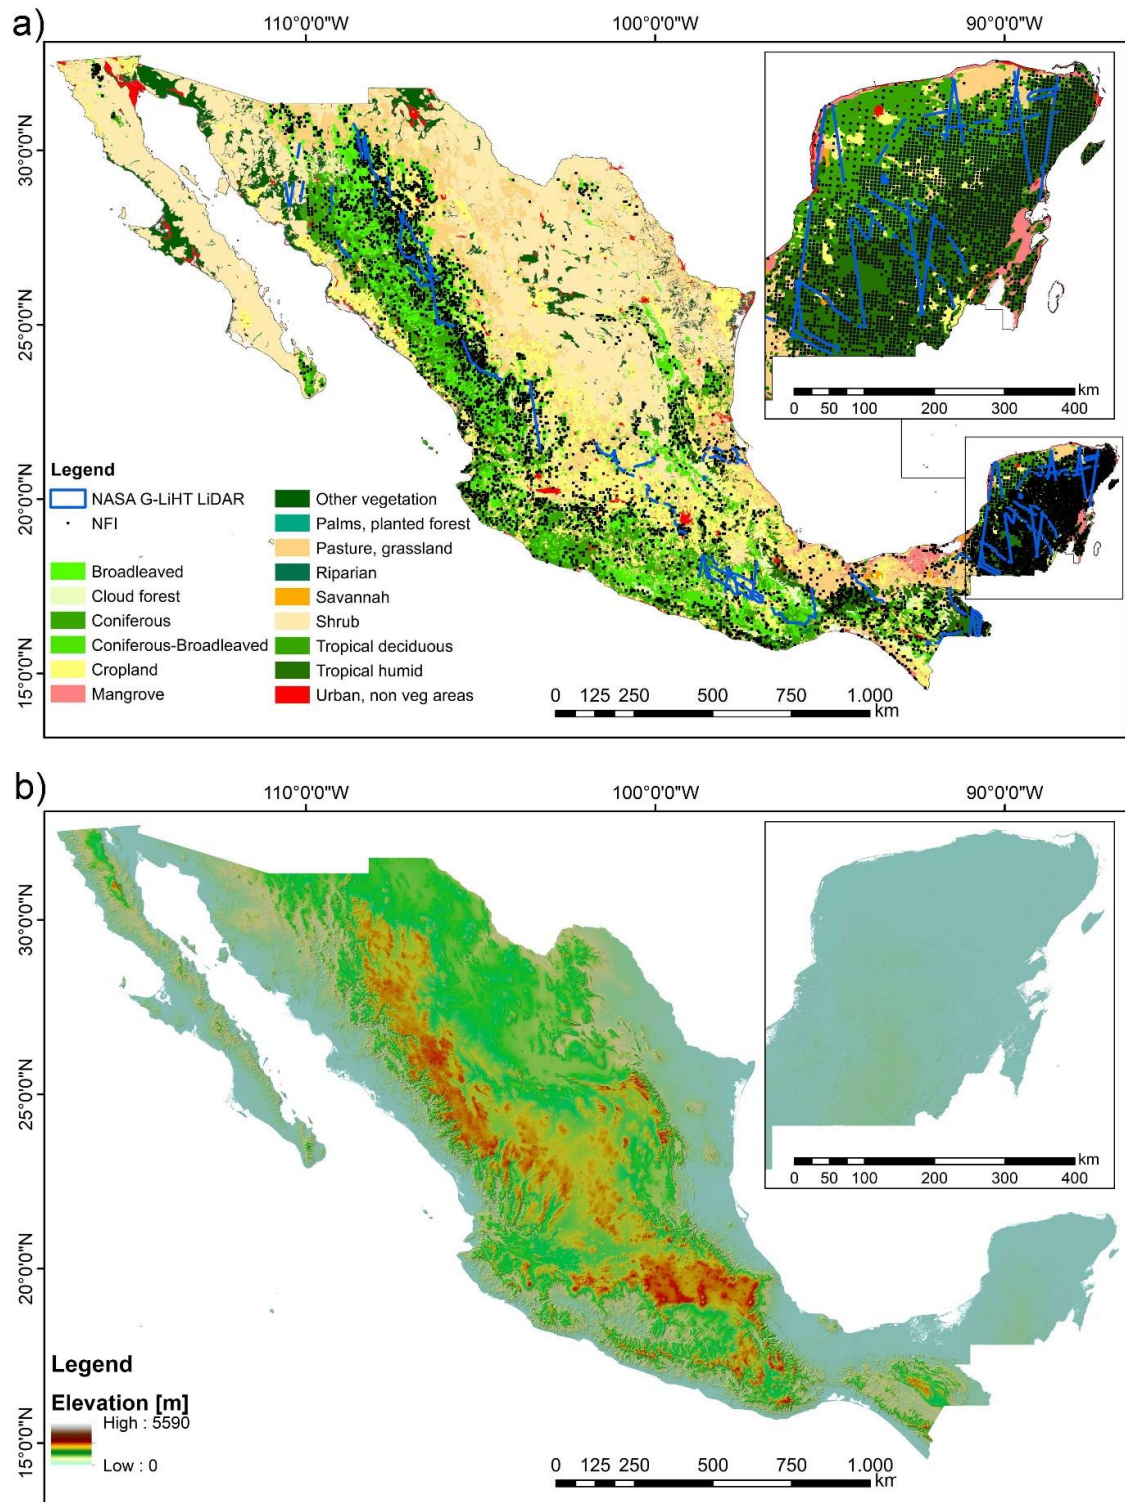 a)
110°0'0"W 100°0'0"W 90°0'0"W
30°0'0"N
25°0'0"N
20°0'0"N
15°0'0"N
km
0 50 100 200 300 400
Legend
NASA G-LiHT LiDAR
NFI
Broadleaved
Cloud forest
Coniferous
Coniferous-Broadleaved
Cropland
Mangrove
Other vegetation
Palms, planted forest
Pasture, grassland
Riparian
Savannah
Shrub
Tropical deciduous
Tropical humid
Urban, non veg areas
0 125 250 500 750 1.000
km
b)
110°0'0"W 100°0'0"W 90°0'0"W
30°0'0"N
25°0'0"N
20°0'0"N
15°0'0"N
km
0 50 100 200 300 400
Legend
Elevation [m]
High : 5590
Low : 0
0 125 250 500 750 1.000
km